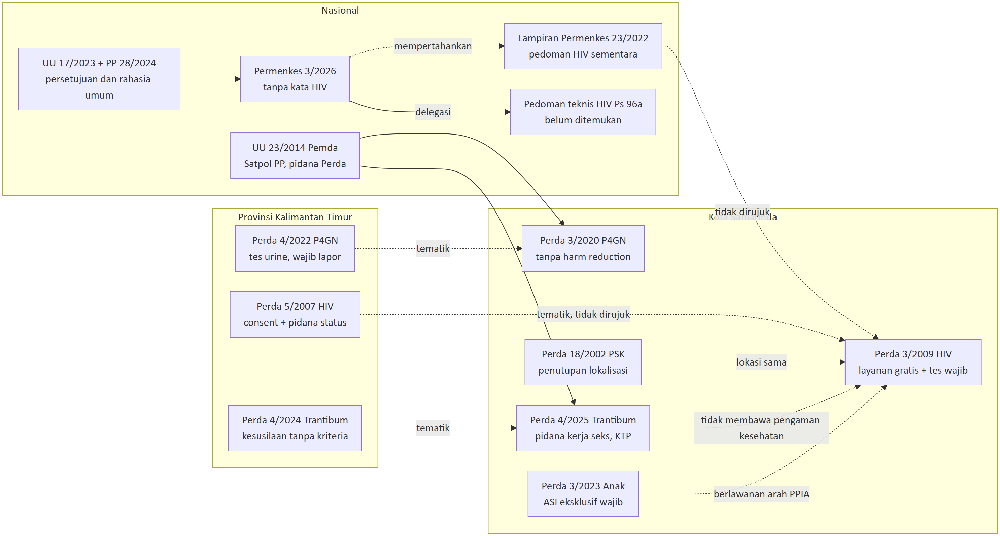 Nasional
UU 17/2023 + PP 28/2024
persetujuan dan rahasia
umum
Permenkes 3/2026
tanpa kata HIV
mempertahankan
Lampiran Permenkes 23/2022
pedoman HIV sementara
delegasi
Pedoman teknis HIV Ps 96a
belum ditemukan
UU 23/2014 Pemda
Satpol PP, pidana Perda
tidak dirujuk
Provinsi Kalimantan Timur
Kota Samarinda
Perda 4/2022 P4GN
tes urine, wajib lapor
tematik
Perda 3/2020 P4GN
tanpa harm reduction
Perda 5/2007 HIV
consent + pidana status
tematik, tidak dirujuk
Perda 18/2002 PSK
penutupan lokalisasi
lokasi sama
Perda 3/2009 HIV
layanan gratis + tes wajib
Perda 4/2024 Trantibum
kesusilaan tanpa kriteria
tematik
Perda 4/2025 Trantibum
pidana kerja seks, KTP
tidak membawa pengaman
kesehatan
Perda 3/2023 Anak
ASI eksklusif wajib
berlawanan arah PPIA